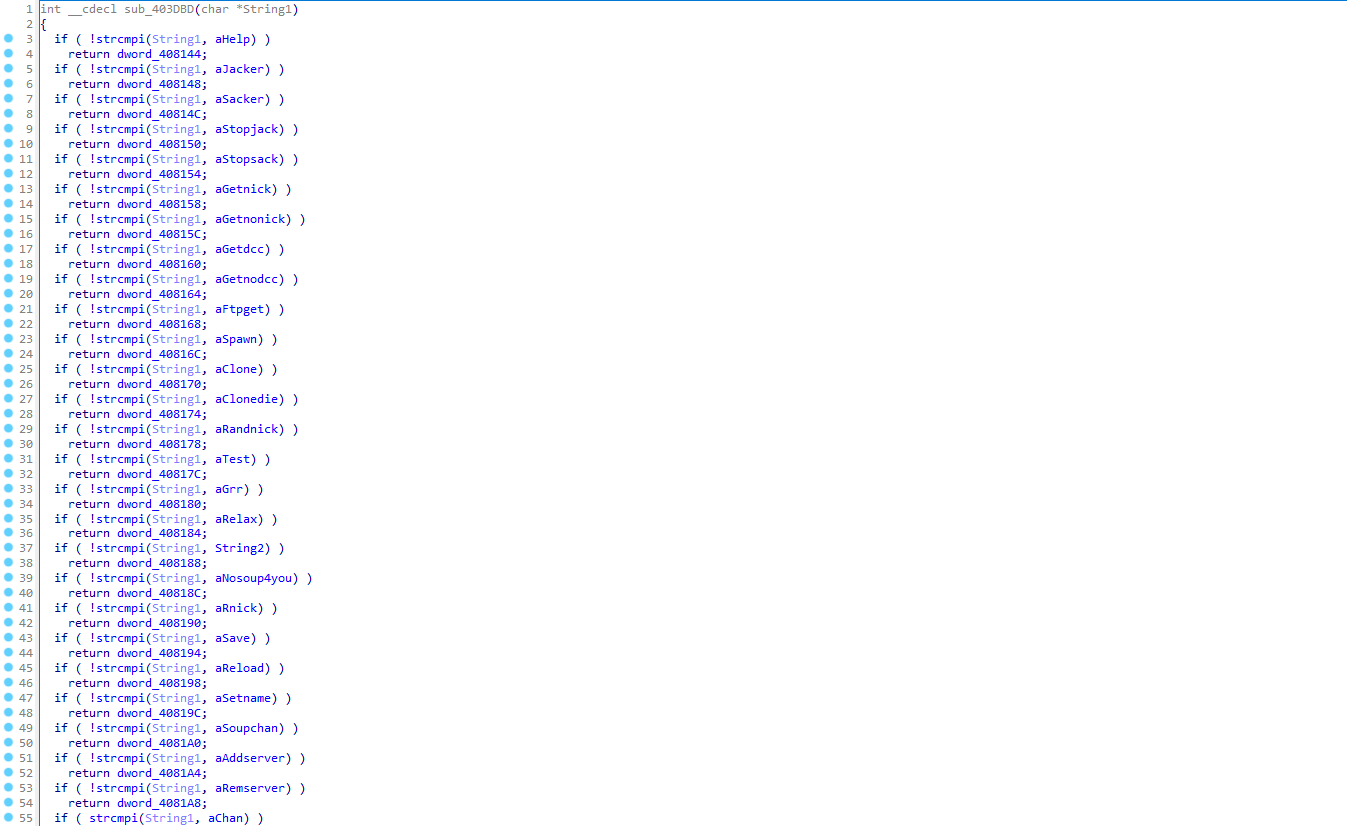 1 int __cdecl sub_403DBD(char *String1)
2 {
3 if ( !strcmpi(String1, aHelp) )
4 return dword_408144;
5 if ( !strcmpi(String1, aJacker) )
6 return dword_408148;
7 if ( !strcmpi(String1, aSacker) )
8 return dword_40814C;
9 if ( !strcmpi(String1, aStopjack) )
10 return dword_408150;
11 if ( !strcmpi(String1, aStopsack) )
12 return dword_408154;
13 if ( !strcmpi(String1, aGetnick) )
14 return dword_408158;
15 if ( !strcmpi(String1, aGetnonick) )
16 return dword_40815C;
17 if ( !strcmpi(String1, aGetdcc) )
18 return dword_408160;
19 if ( !strcmpi(String1, aGetnodcc) )
20 return dword_408164;
21 if ( !strcmpi(String1, aFtpget) )
22 return dword_408168;
23 if ( !strcmpi(String1, aSpawn) )
24 return dword_40816C;
25 if ( !strcmpi(String1, aClone) )
26 return dword_408170;
27 if ( !strcmpi(String1, aClonedie) )
28 return dword_408174;
29 if ( !strcmpi(String1, aRandnick) )
30 return dword_408178;
31 if ( !strcmpi(String1, aTest) )
32 return dword_40817C;
33 if ( !strcmpi(String1, aGrr) )
34 return dword_408180;
35 if ( !strcmpi(String1, aRelax) )
36 return dword_408184;
37 if ( !strcmpi(String1, String2) )
38 return dword_408188;
39 if ( !strcmpi(String1, aNosoup4you) )
40 return dword_40818C;
41 if ( !strcmpi(String1, aRnick) )
42 return dword_408190;
43 if ( !strcmpi(String1, aSave) )
44 return dword_408194;
45 if ( !strcmpi(String1, aReload) )
46 return dword_408198;
47 if ( !strcmpi(String1, aSetname) )
48 return dword_40819C;
49 if ( !strcmpi(String1, aSoupchan) )
50 return dword_4081A0;
51 if ( !strcmpi(String1, aAddserver) )
52 return dword_4081A4;
53 if ( !strcmpi(String1, aRemserver) )
54 return dword_4081A8;
55 if ( strcmpi(String1, aChan) )